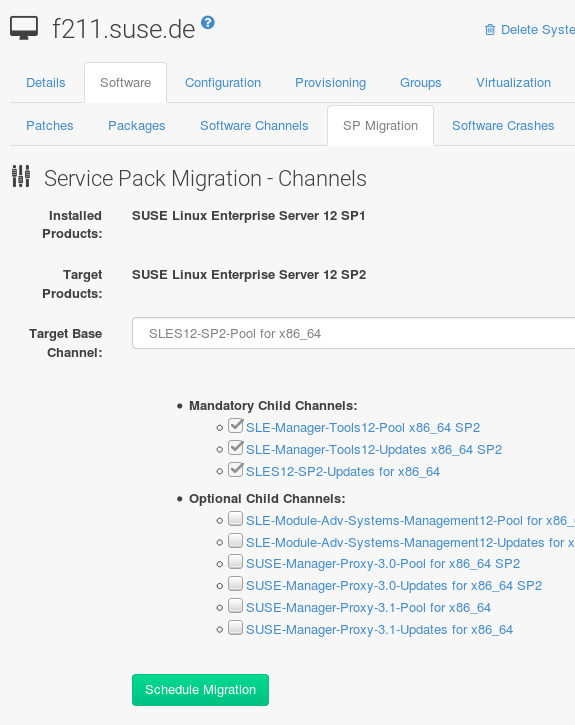 f211.suse.de ?
Delete Syste
Details Software Configuration Provisioning Groups Virtualization
Patches Packages Software Channels SP Migration Software Crashes
Service Pack Migration - Channels
Installed Products: SUSE Linux Enterprise Server 12 SP1
Target Products: SUSE Linux Enterprise Server 12 SP2
Target Base Channel: SLES12-SP2-Pool for x86_64
Mandatory Child Channels:
SLE-Manager-Tools12-Pool x86_64 SP2
SLE-Manager-Tools12-Updates x86_64 SP2
SLES12-SP2-Updates for x86_64
Optional Child Channels:
SLE-Module-Adv-Systems-Management12-Pool for x86_
SLE-Module-Adv-Systems-Management12-Updates for x
SUSE-Manager-Proxy-3.0-Pool for x86_64 SP2
SUSE-Manager-Proxy-3.0-Updates for x86_64 SP2
SUSE-Manager-Proxy-3.1-Pool for x86_64
SUSE-Manager-Proxy-3.1-Updates for x86_64
Schedule Migration